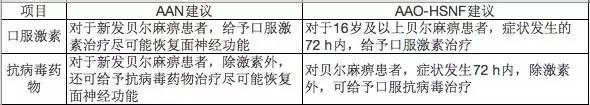 项目 AAN建议 AAO-HSNF建议
口服激素
对于新发贝尔麻痹患者,给予口服激
素治疗尽可能恢复面神经功能
对于16岁及以上贝尔麻痹患者,症状发生的
72 h内,给予口服激素治疗
抗病毒药
物
对于新发贝尔麻痹患者,除激素外,
还可给予抗病毒药物治疗尽可能恢复
面神经功能
对贝尔麻痹患者,症状发生72 h内,除激素
外,可给予口服抗病毒治疗